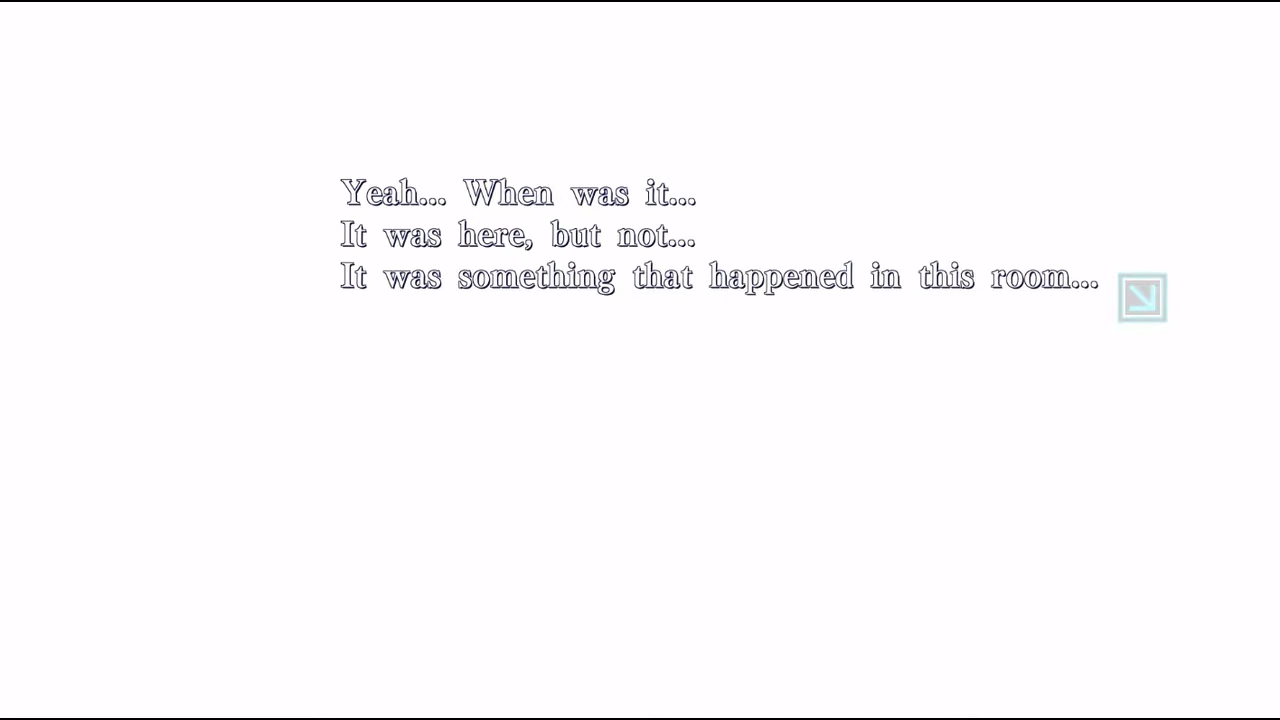 Yeah... When was it...
It was here, but not...
It was something that happened in this room...